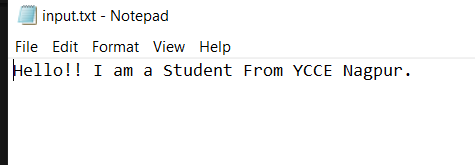 input.txt - Notepad
File Edit Format View Help
Hello!! I am a Student From YCCE Nagpur.